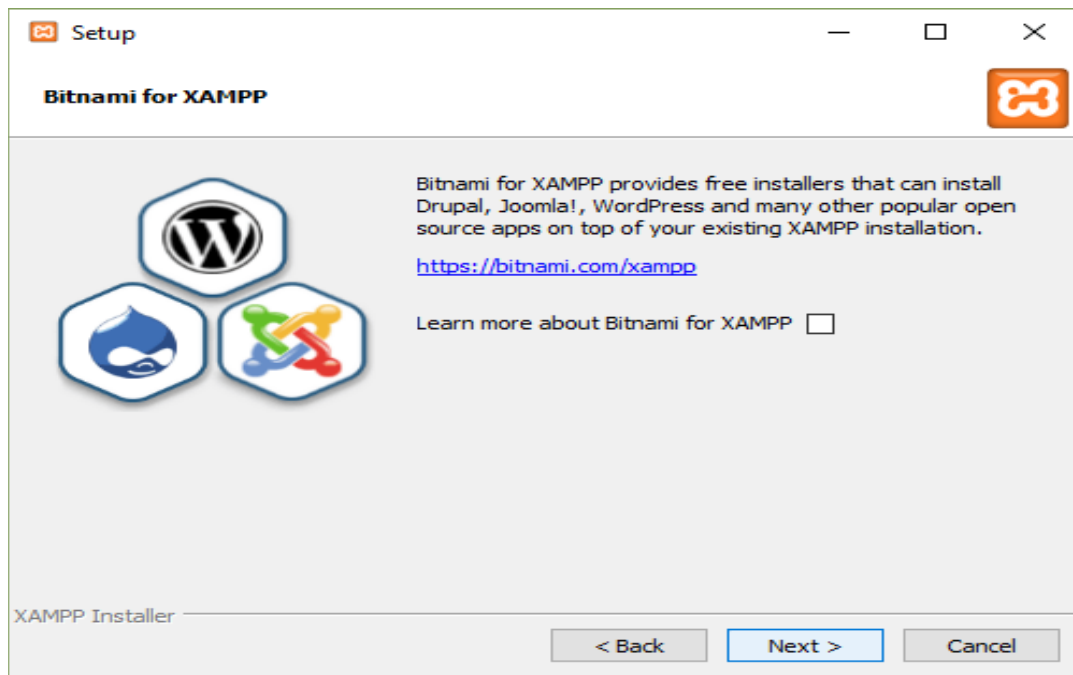 Setup
Bitnami for XAMPP
Bitnami for XAMPP provides free installers that can install
Drupal, Joomla!, WordPress and many other popular open
source apps on top of your existing XAMPP installation.
https://bitnami.com/xampp
Learn more about Bitnami for XAMPP
XAMPP Installer
< Back
Next >
Cancel